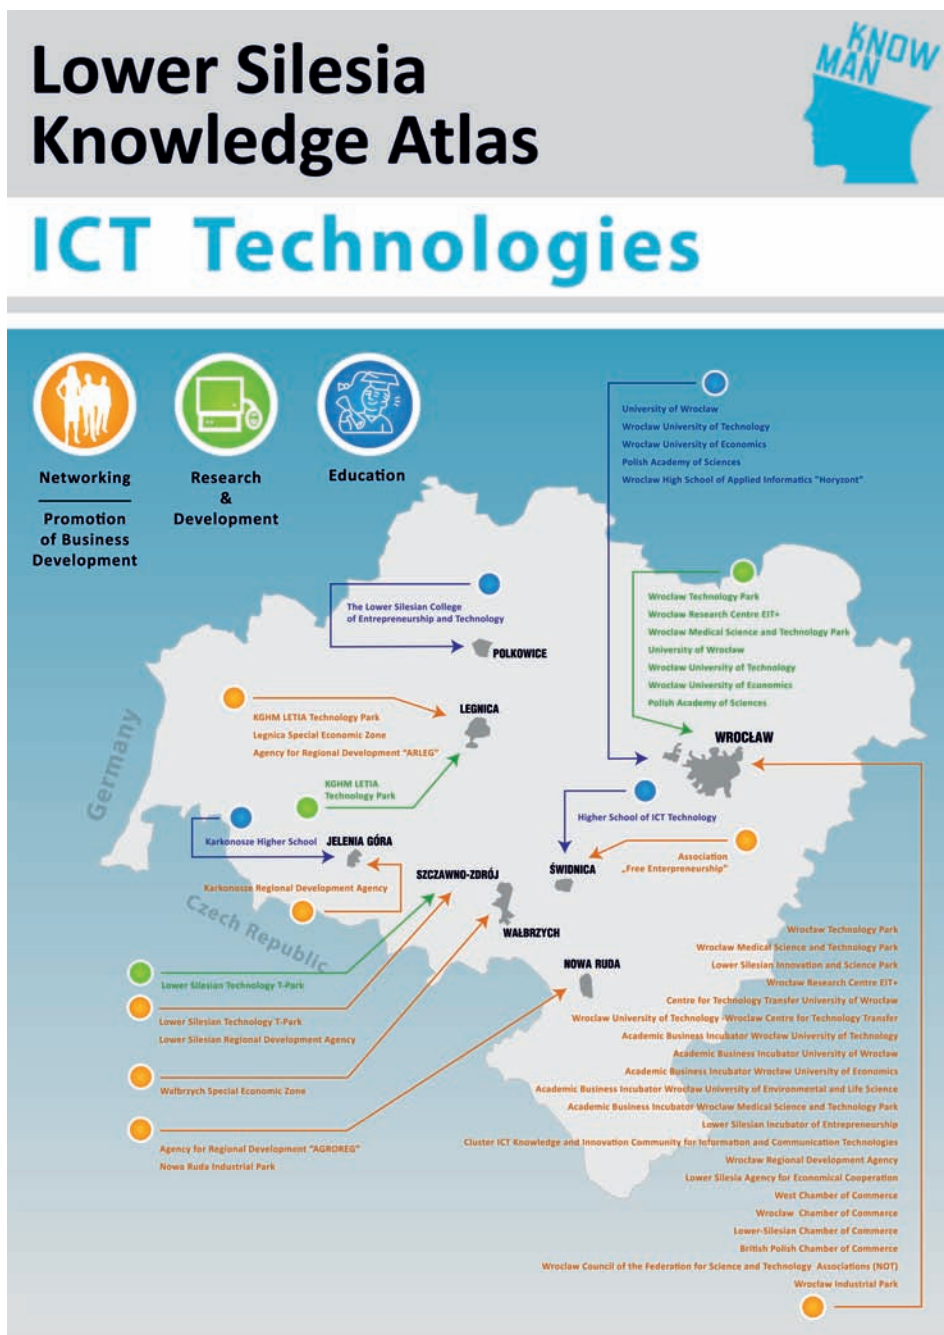 Lower Silesia
Knowledge Atlas
KNOW
MAN
ICT Technologies
Networking
Promotion
of Business
Development
Research
&
Development
Education
University of Wroclaw
Wroclaw University of Technology
Wroclaw University of Economics
Polish Academy of Sciences
Wroclaw High School of Applied Informatics "Horyzont"
The Lower Silesian College
of Entrepreneurship and Technology
POLKOWICE
Wroclaw Technology Park
Wroclaw Research Centre EIT+
Wroclaw Medical Science and Technology Park
University of Wroclaw
Wroclaw University of Technology
Wroclaw University of Economics
Polish Academy of Sciences
WROCŁAW
KGHM LETIA Technology Park
Legnica Special Economic Zone
Agency for Regional Development "ARLEG"
LEGNICA
KGHM LETIA
Technology Park
Germany
Karkonosze Higher School
JELENIA GÓRA
Karkonosze Regional Development Agency
Czech Republic
Higher School of ICT Technology
Association
„Free Enterpreneurship"
ŚWIDNICA
SZCZAWNO-ZDRÓJ
WAŁBRZYCH
NOWA RUDA
Lower Silesian Technology T-Park
Lower Silesian Technology T-Park
Lower Silesian Regional Development Agency
Walbrzych Special Economic Zone
Agency for Regional Development "AGROREG"
Nowa Ruda Industrial Park
Wroclaw Technology Park
Wroclaw Medical Science and Technology Park
Lower Silesian Innovation and Science Park
Wroclaw Research Centre EIT+
Centre for Technology Transfer University of Wroclaw
Wroclaw University of Technology -Wroclaw Centre for Technology Transfer
Academic Business Incubator Wroclaw University of Technology
Academic Business Incubator University of Wroclaw
Academic Business Incubator Wroclaw University of Economics
Academic Business Incubator Wroclaw University of Environmental and Life Science
Academic Business Incubator Wroclaw Medical Science and Technology Park
Lower Silesian Incubator of Entrepreneurship
Cluster ICT Knowledge and Innovation Community for Information and Communication Technologies
Wroclaw Regional Development Agency
Lower Silesia Agency for Economical Cooperation
West Chamber of Commerce
Wroclaw Chamber of Commerce
Lower-Silesian Chamber of Commerce
British Polish Chamber of Commerce
Wroclaw Council of the Federation for Science and Technology Associations (NOT)
Wroclaw Industrial Park